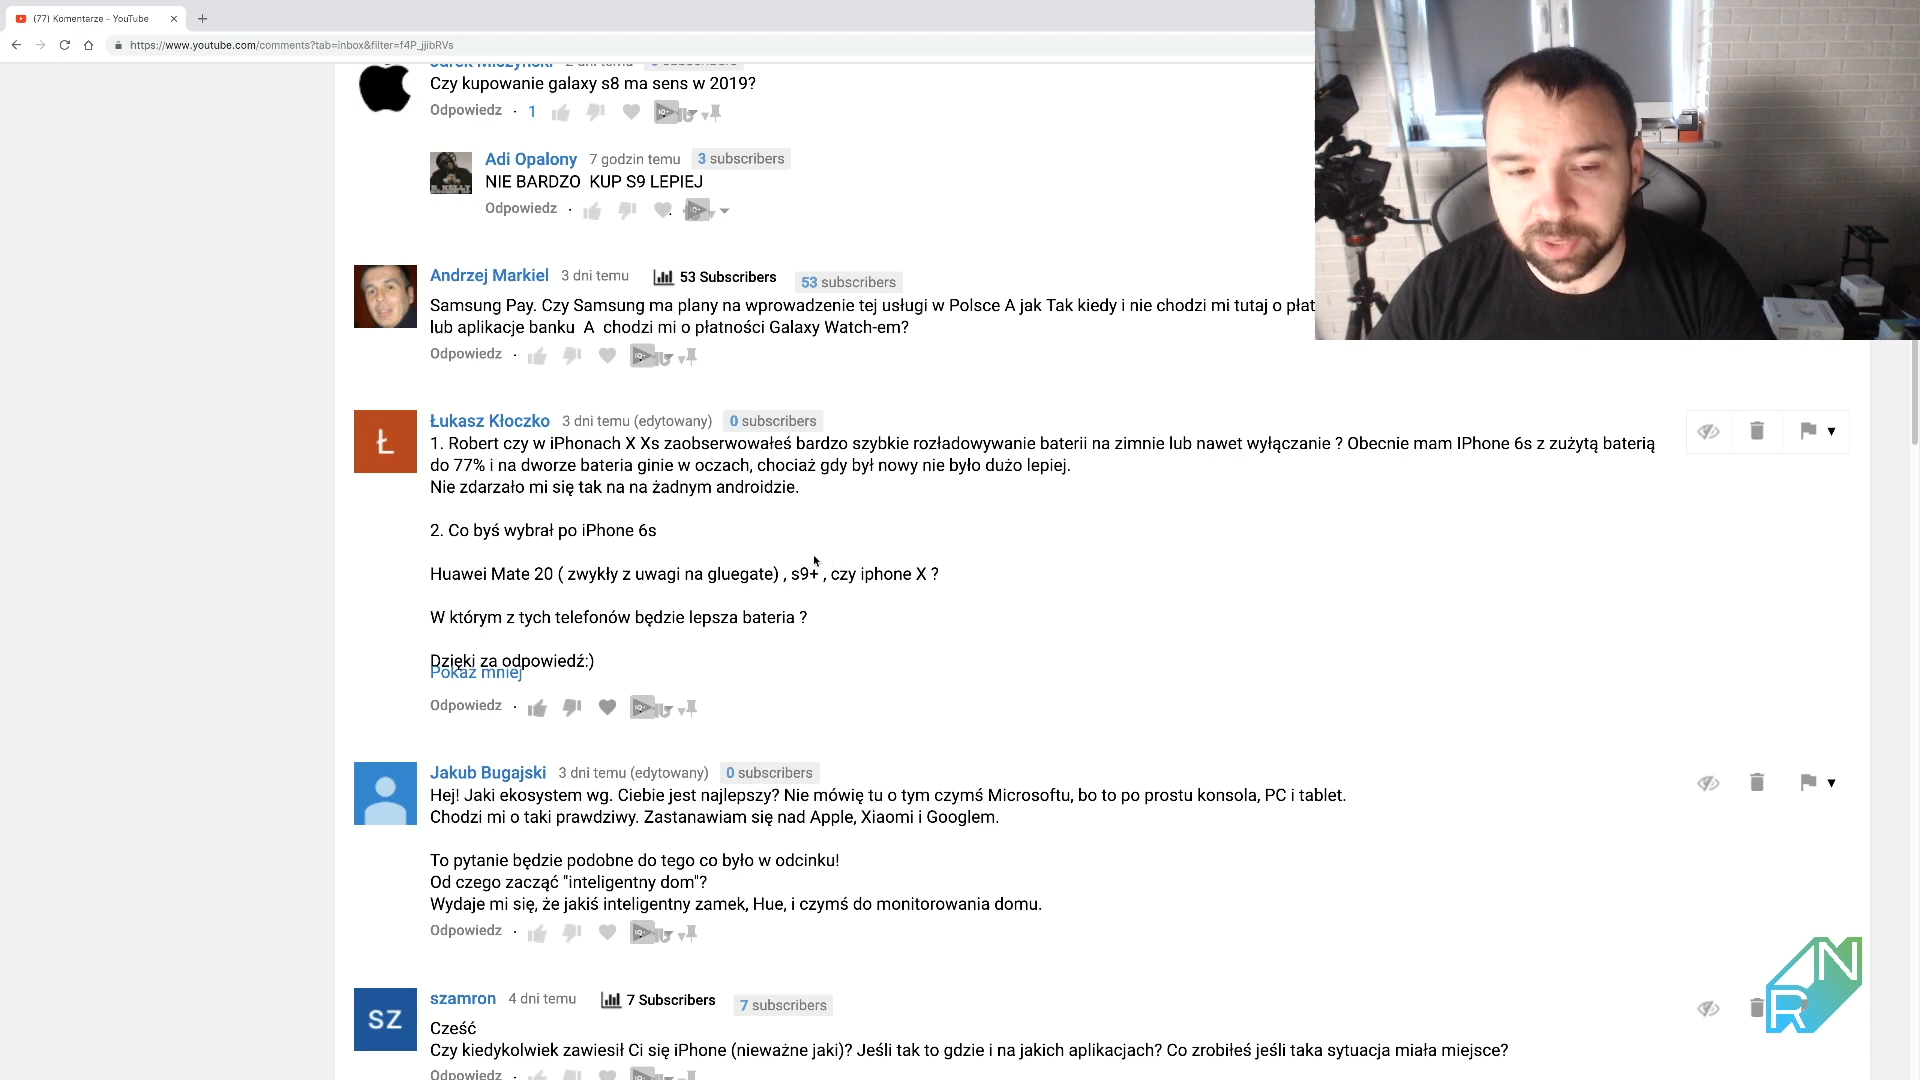 (77) Komentarze - YouTube
https://www.youtube.com/comments?tab=inbox&filter=f4P_jjibRVs
Jarek Miszyński 2 dni temu subscribers
Czy kupowanie galaxy s8 ma sens w 2019?
Odpowiedz · 1
Adi Opalony 7 godzin temu 3 subscribers
NIE BARDZO KUP S9 LEPIEJ
Odpowiedz ·
Andrzej Markiel 3 dni temu 53 Subscribers 53 subscribers
Samsung Pay. Czy Samsung ma plany na wprowadzenie tej usługi w Polsce A jak Tak kiedy i nie chodzi mi tutaj o płat
lub aplikacje banku A chodzi mi o płatności Galaxy Watch-em?
Odpowiedz ·
Ł
Łukasz Kłoczko 3 dni temu (edytowany) 0 subscribers
1. Robert czy w iPhonach X Xs zaobserwowałeś bardzo szybkie rozładowywanie baterii na zimnie lub nawet wyłączanie ? Obecnie mam IPhone 6s z zużytą baterią
do 77% i na dworze bateria ginie w oczach, chociaż gdy był nowy nie było dużo lepiej.
Nie zdarzało mi się tak na na żadnym androidzie.
2. Co byś wybrał po iPhone 6s
Huawei Mate 20 ( zwykły z uwagi na gluegate) , s9+ , czy iphone X ?
W którym z tych telefonów będzie lepsza bateria ?
Dzięki za odpowiedź:)
Pokaż mniej
Odpowiedz ·
Jakub Bugajski 3 dni temu (edytowany) 0 subscribers
Hej! Jaki ekosystem wg. Ciebie jest najlepszy? Nie mówię tu o tym czymś Microsoftu, bo to po prostu konsola, PC i tablet.
Chodzi mi o taki prawdziwy. Zastanawiam się nad Apple, Xiaomi i Googlem.
To pytanie będzie podobne do tego co było w odcinku!
Od czego zacząć "inteligentny dom"?
Wydaje mi się, że jakiś inteligentny zamek, Hue, i czymś do monitorowania domu.
Odpowiedz ·
SZ
szamron 4 dni temu 7 Subscribers 7 subscribers
Cześć
Czy kiedykolwiek zawiesił Ci się iPhone (nieważne jaki)? Jeśli tak to gdzie i na jakich aplikacjach? Co zrobiłeś jeśli taka sytuacja miała miejsce?
Odpowiedz ·
N
R